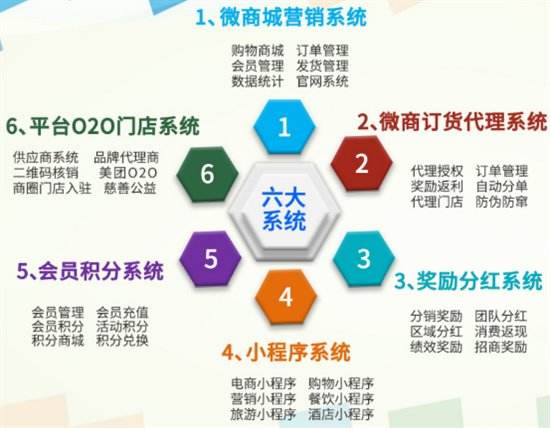 1、微商城营销系统
购物商城 订单管理
会员管理 发货管理
数据统计 官网系统
1
2、微商订货代理系统
2
代理授权 订单管理
奖励返利 自动分单
代理门店 防伪防窜
3
3、奖励分红系统
分销奖励 团队分红
区域分红 消费返现
绩效奖励 招商奖励
4
4、小程序系统
电商小程序 购物小程序
营销小程序 餐饮小程序
旅游小程序 酒店小程序
5
5、会员积分系统
会员管理 会员充值
会员积分 活动积分
积分商城 积分兑换
6、平台O2O门店系统
6
供应商系统 品牌代理商
二维码核销 美团O2O
商圈门店入驻 慈善公益
六大
系统